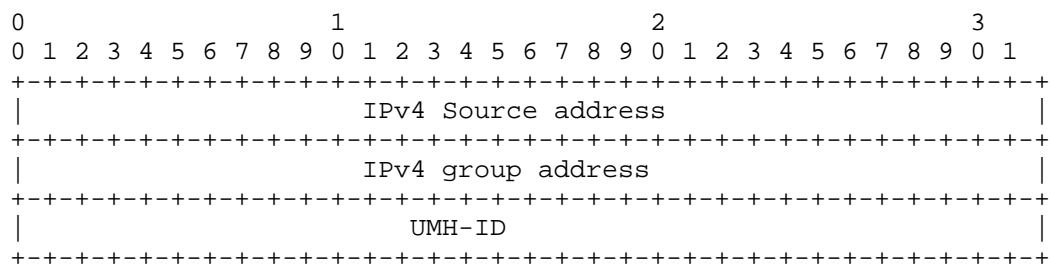 0                   1                   2                   3
0 1 2 3 4 5 6 7 8 9 0 1 2 3 4 5 6 7 8 9 0 1 2 3 4 5 6 7 8 9 0 1
+-+-+-+-+-+-+-+-+-+-+-+-+-+-+-+-+-+-+-+-+-+-+-+-+-+-+-+-+-+-+-+-+
|                     IPv4 Source address                       |
+-+-+-+-+-+-+-+-+-+-+-+-+-+-+-+-+-+-+-+-+-+-+-+-+-+-+-+-+-+-+-+-+
|                     IPv4 group address                        |
+-+-+-+-+-+-+-+-+-+-+-+-+-+-+-+-+-+-+-+-+-+-+-+-+-+-+-+-+-+-+-+-+
|                        UMH-ID                                 |
+-+-+-+-+-+-+-+-+-+-+-+-+-+-+-+-+-+-+-+-+-+-+-+-+-+-+-+-+-+-+-+-+